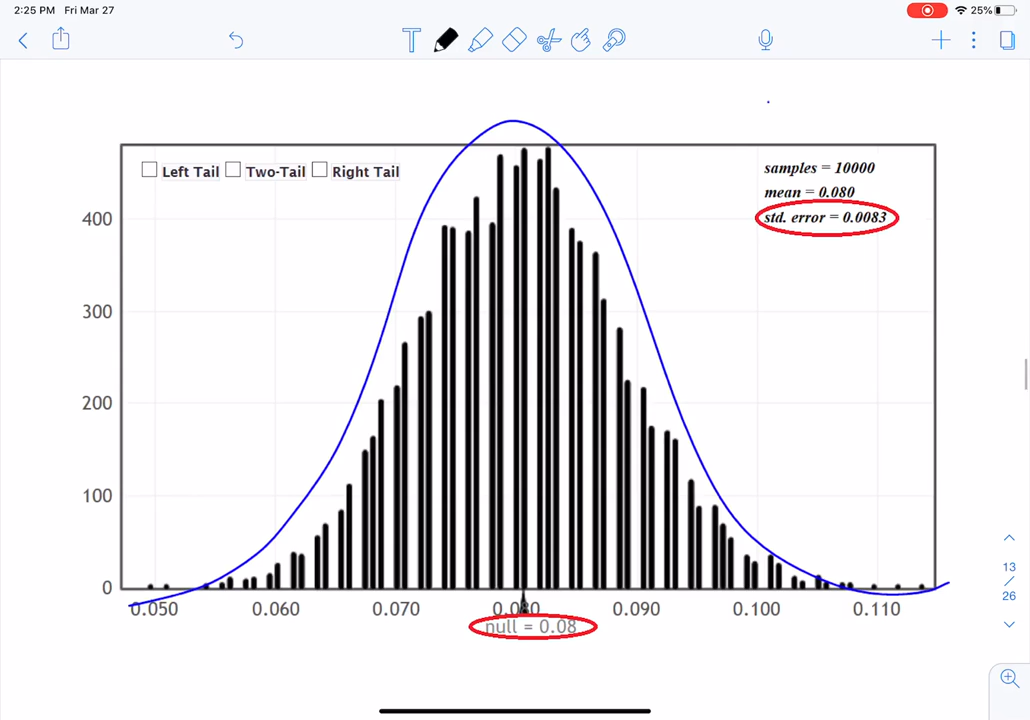 2:25 PM Fri Mar 27
25%
T
Left Tail Two-Tail Right Tail
samples = 10000
mean = 0.080
std. error = 0.0083
400
300
200
100
0
0.050 0.060 0.070 0.080 0.090 0.100 0.110
null = 0.08
13
/
26